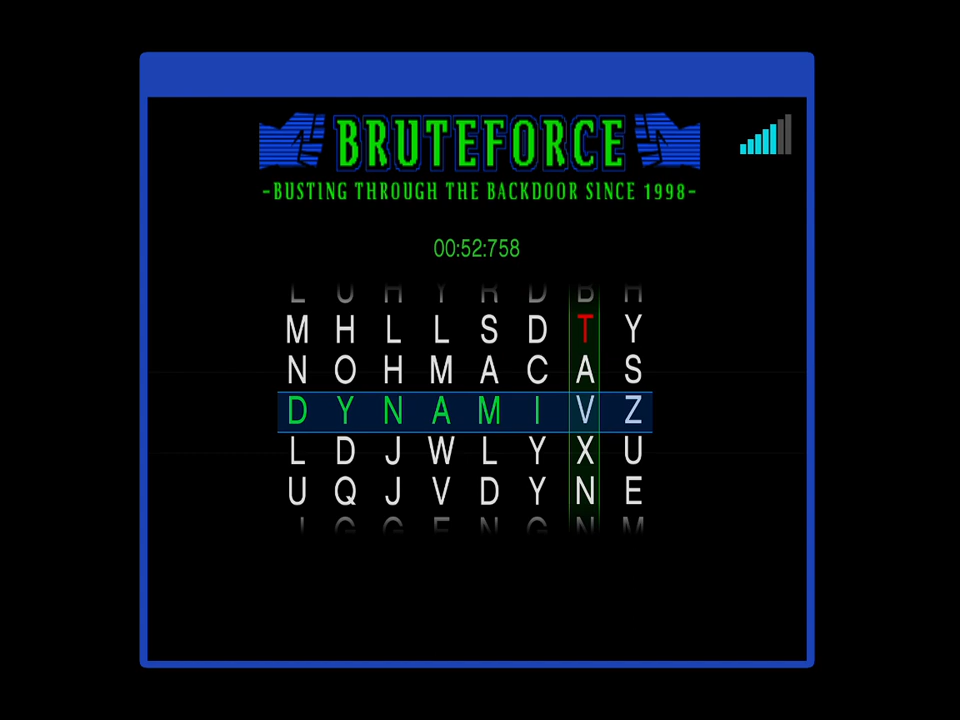 BRUTEFORCE
-BUSTING THROUGH THE BACKDOOR SINCE 1998-
00:52:758
L U H Y R D B H
M H L L S D T Y
N O H M A C A S
D Y N A M I V Z
L D J W L Y X U
U Q J V D Y N E